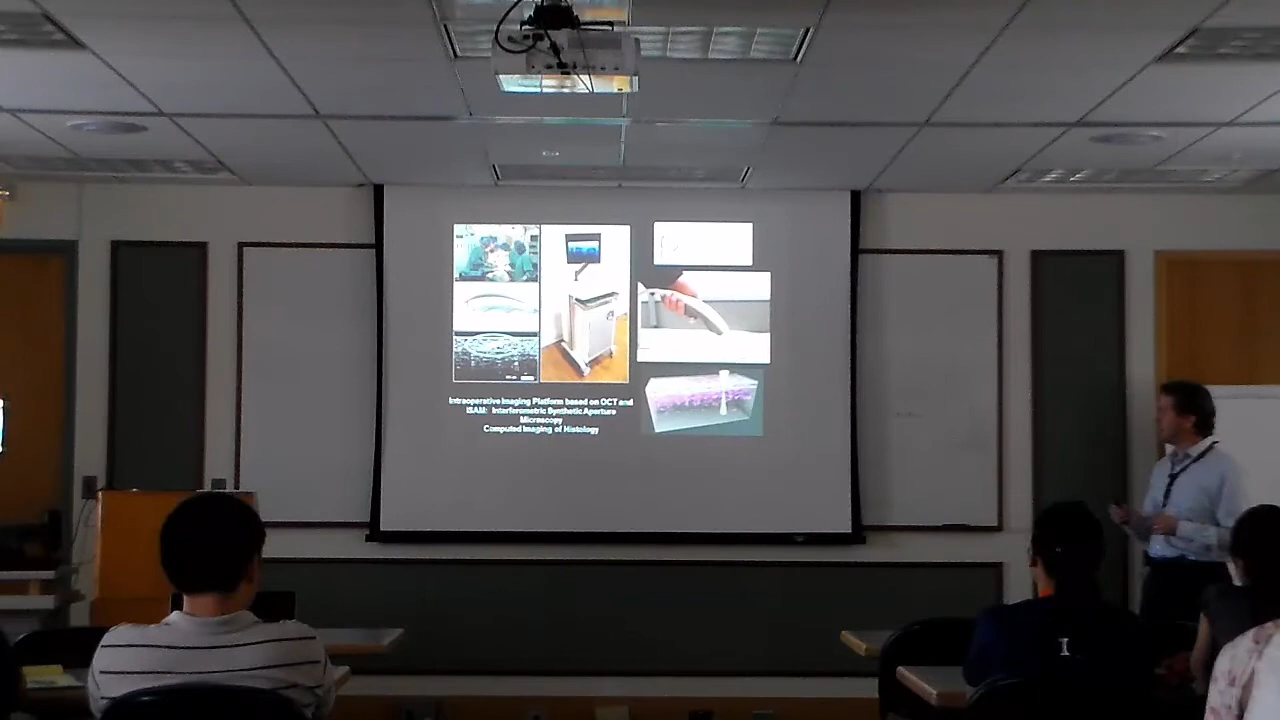 Intraoperative Imaging Platform based on OCT and
ISAM: Interferometric Synthetic Aperture
Microscopy
Computed Imaging of Histology
I